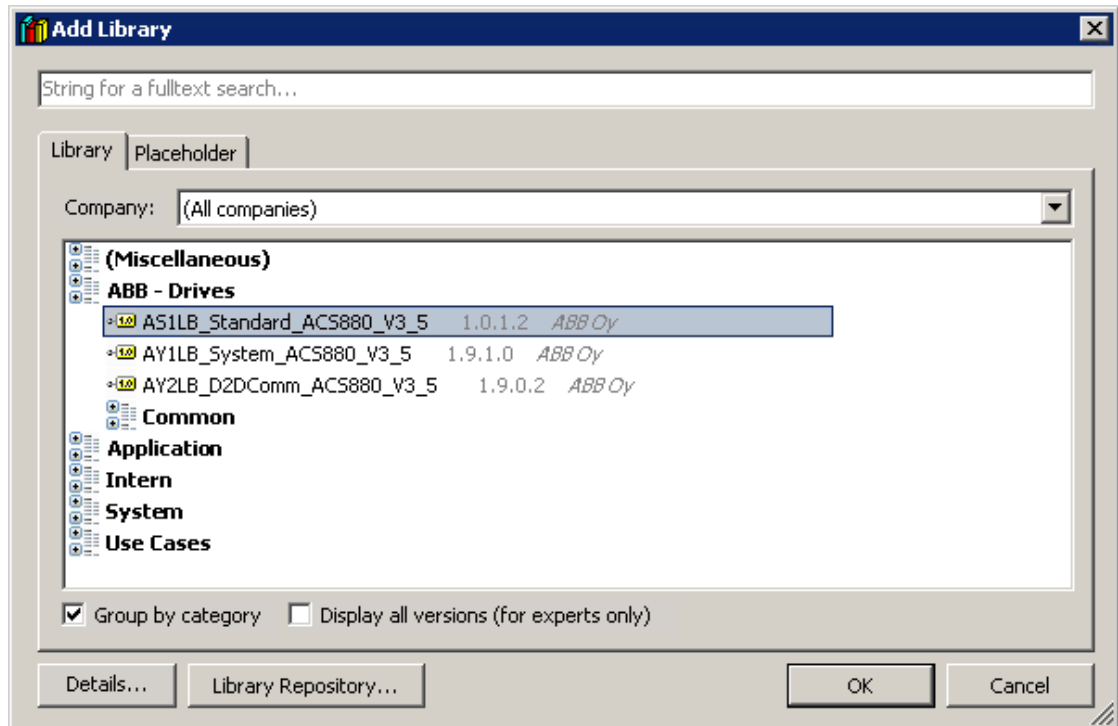 Add Library
String for a fulltext search...
Library Placeholder
Company: (All companies)
(Miscellaneous)
ABB - Drives
AS1LB_Standard_ACS880_V3_5 1.0.1.2 ABB Oy
AY1LB_System_ACS880_V3_5 1.9.1.0 ABB Oy
AY2LB_D2DComm_ACS880_V3_5 1.9.0.2 ABB Oy
Common
Application
Intern
System
Use Cases
Group by category Display all versions (for experts only)
Details... Library Repository... OK Cancel